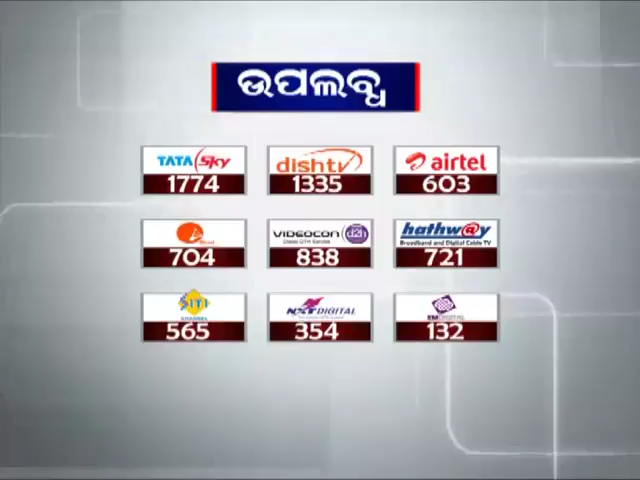 ଉପଲବ୍ଧ
TATA Sky
1774
dishtv
1335
airtel
603
704
VIDEOCON d2h
838
hathw@y
Broadband and Digital Cable TV
721
SITI
CHANNEL
565
NXT DIGITAL
354
EM DIGITAL
132